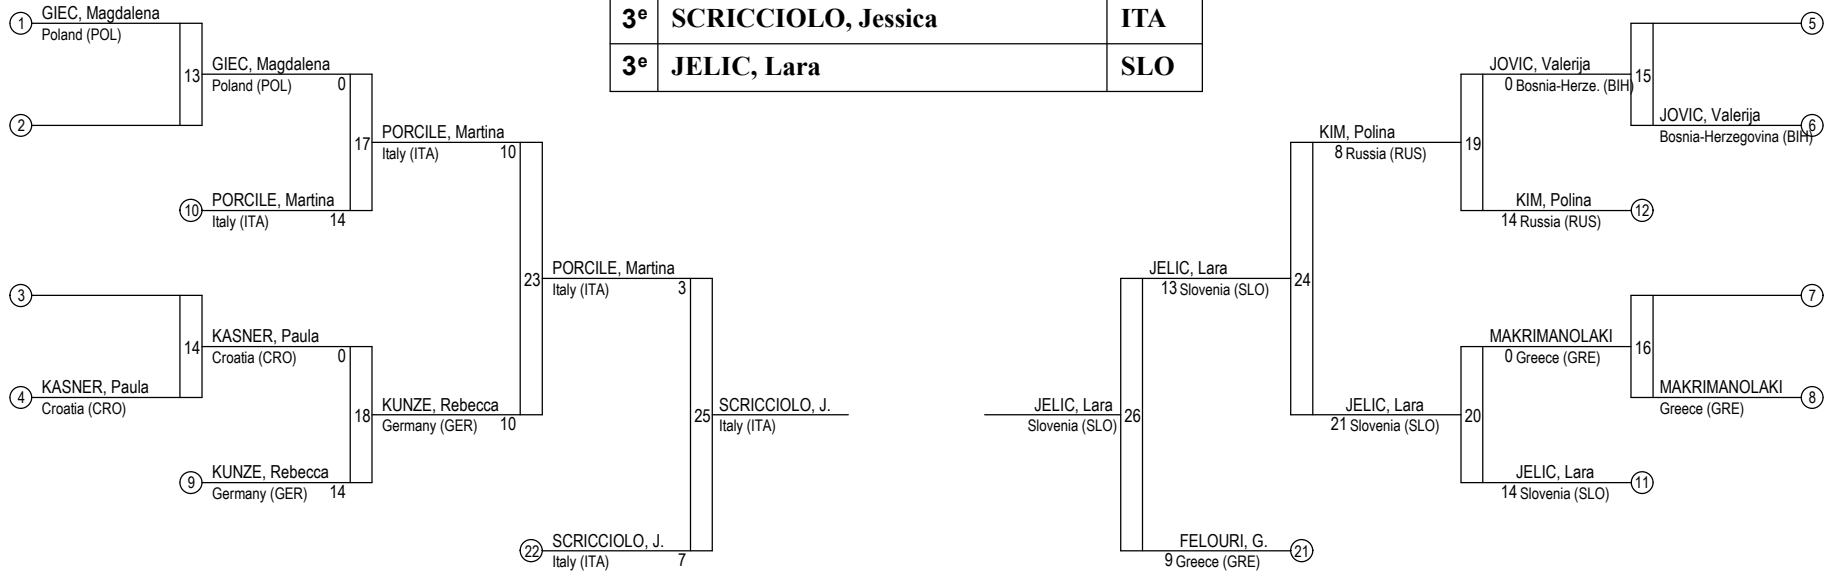 3e SCRICCIOLO, Jessica ITA
3e JELIC, Lara SLO
1 GIEC, Magdalena
Poland (POL)
13 GIEC, Magdalena
Poland (POL) 0
2
17 PORCILE, Martina
Italy (ITA) 10
10 PORCILE, Martina
Italy (ITA) 14
23 PORCILE, Martina
Italy (ITA) 3
3
14 KASNER, Paula
Croatia (CRO) 0
4 KASNER, Paula
Croatia (CRO)
18 KUNZE, Rebecca
Germany (GER) 10
9 KUNZE, Rebecca
Germany (GER) 14
25 SCRICCIOLO, J.
Italy (ITA)
22 SCRICCIOLO, J.
Italy (ITA) 7
5
JOVIC, Valerija 15
0 Bosnia-Herze. (BIH)
JOVIC, Valerija 6
Bosnia-Herzegovina (BIH)
KIM, Polina 19
8 Russia (RUS)
KIM, Polina 12
14 Russia (RUS)
JELIC, Lara 24
13 Slovenia (SLO)
7
MAKRIMANOLAKI 16
0 Greece (GRE)
MAKRIMANOLAKI 8
Greece (GRE)
JELIC, Lara 20
21 Slovenia (SLO)
JELIC, Lara 11
14 Slovenia (SLO)
JELIC, Lara 26
Slovenia (SLO)
FELOURI, G. 21
9 Greece (GRE)